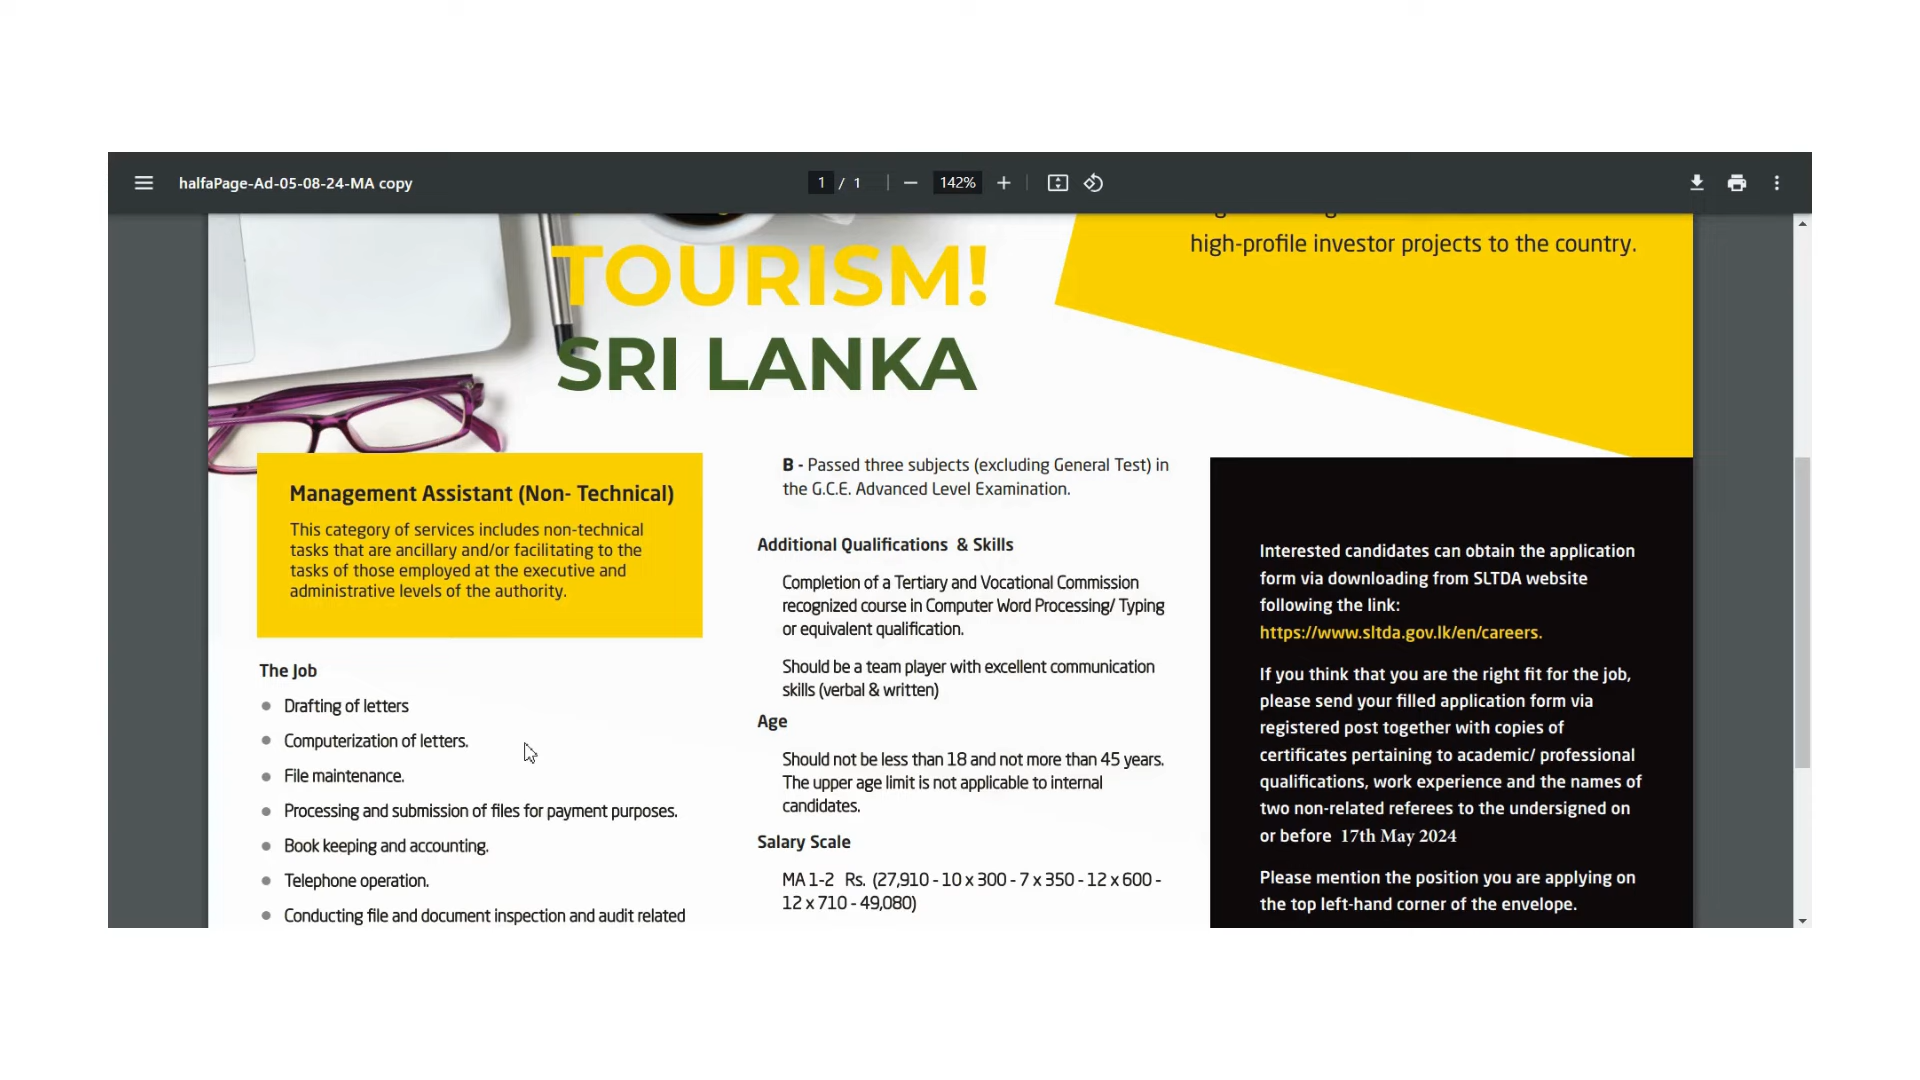 halfaPage-Ad-05-08-24-MA copy
1 / 1
142%
high-profile investor projects to the country.
TOURISM!
SRI LANKA
Management Assistant (Non- Technical)
This category of services includes non-technical
tasks that are ancillary and/or facilitating to the
tasks of those employed at the executive and
administrative levels of the authority.
The Job
Drafting of letters
Computerization of letters.
File maintenance.
Processing and submission of files for payment purposes.
Book keeping and accounting.
Telephone operation.
Conducting file and document inspection and audit related
B - Passed three subjects (excluding General Test) in
the G.C.E. Advanced Level Examination.
Additional Qualifications & Skills
Completion of a Tertiary and Vocational Commission
recognized course in Computer Word Processing/ Typing
or equivalent qualification.
Should be a team player with excellent communication
skills (verbal & written)
Age
Should not be less than 18 and not more than 45 years.
The upper age limit is not applicable to internal
candidates.
Salary Scale
MA 1-2 Rs. (27,910 - 10 x 300 - 7 x 350 - 12 x 600 -
12 x 710 - 49,080)
Interested candidates can obtain the application
form via downloading from SLTDA website
following the link:
https://www.sltda.gov.lk/en/careers.
If you think that you are the right fit for the job,
please send your filled application form via
registered post together with copies of
certificates pertaining to academic/ professional
qualifications, work experience and the names of
two non-related referees to the undersigned on
or before 17th May 2024
Please mention the position you are applying on
the top left-hand corner of the envelope.